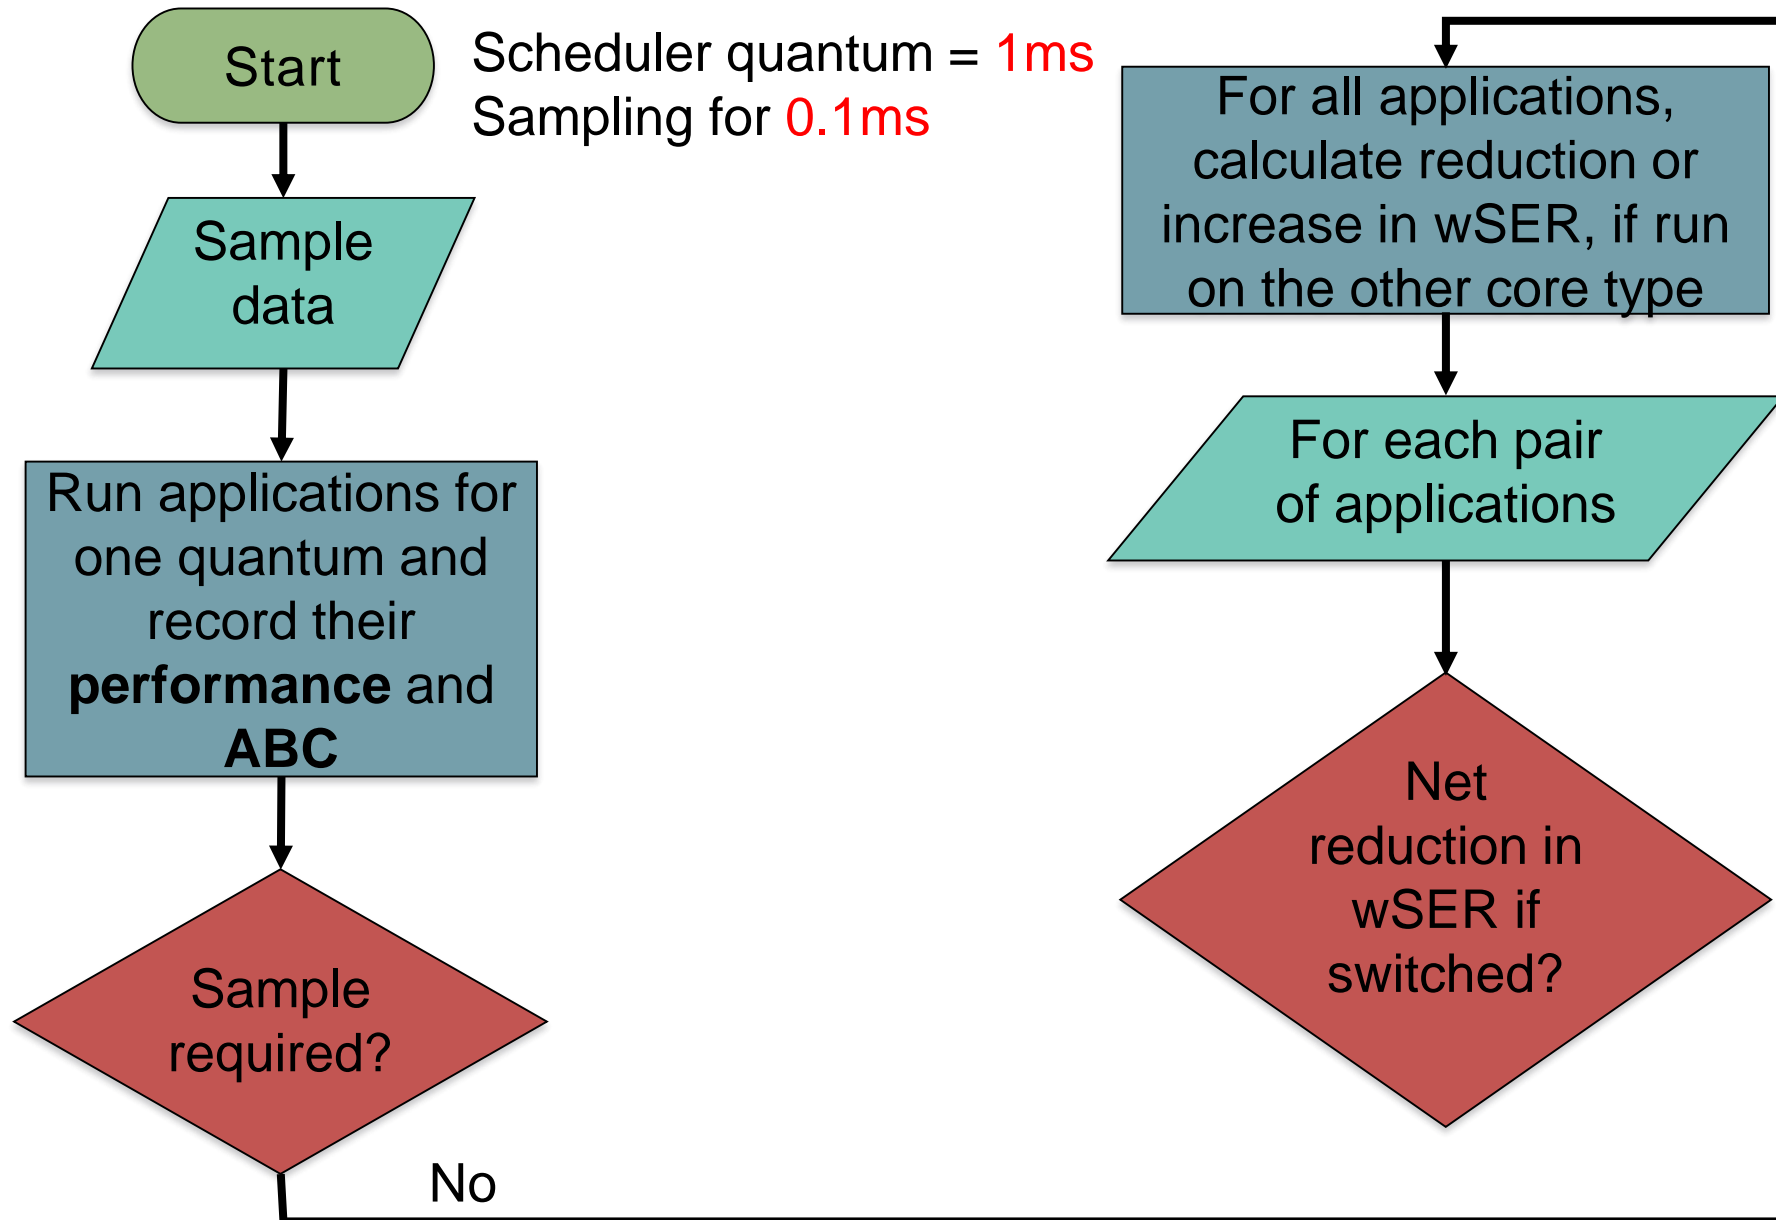 Start
Scheduler quantum = 1ms
Sampling for 0.1ms
Sample
data
Run applications for
one quantum and
record their
performance and
ABC
Sample
required?
No
For all applications,
calculate reduction or
increase in wSER, if run
on the other core type
For each pair
of applications
Net
reduction in
wSER if
switched?